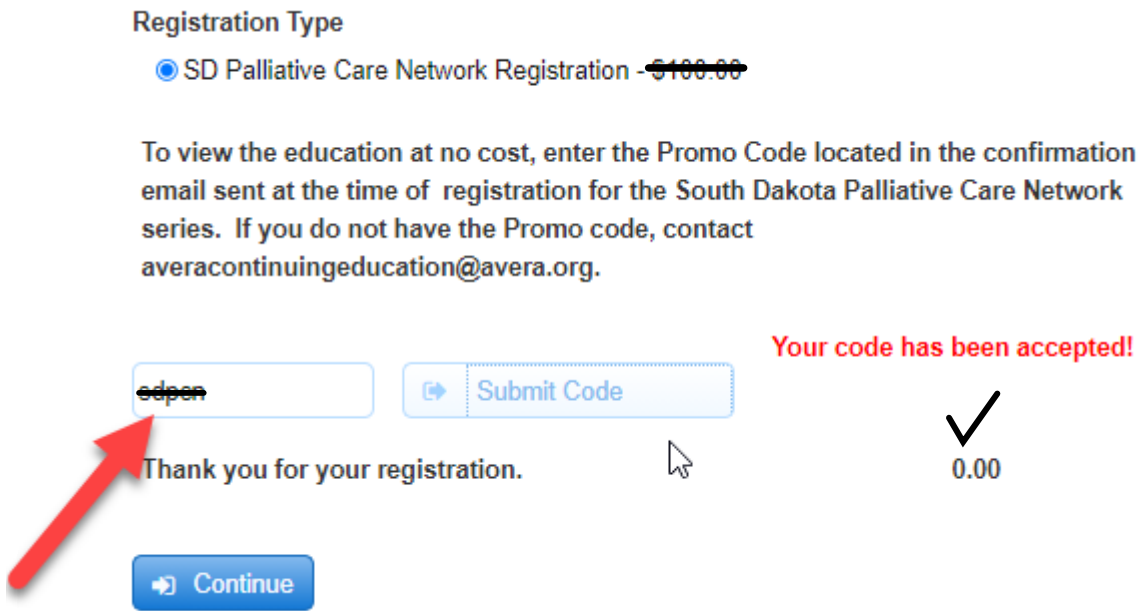 Registration Type
SD Palliative Care Network Registration -
To view the education at no cost, enter the Promo Code located in the confirmation
email sent at the time of registration for the South Dakota Palliative Care Network
series. If you do not have the Promo code, contact
averacontinuingeducation@avera.org.
Your code has been accepted!
Submit Code
Thank you for your registration. 0.00
Continue